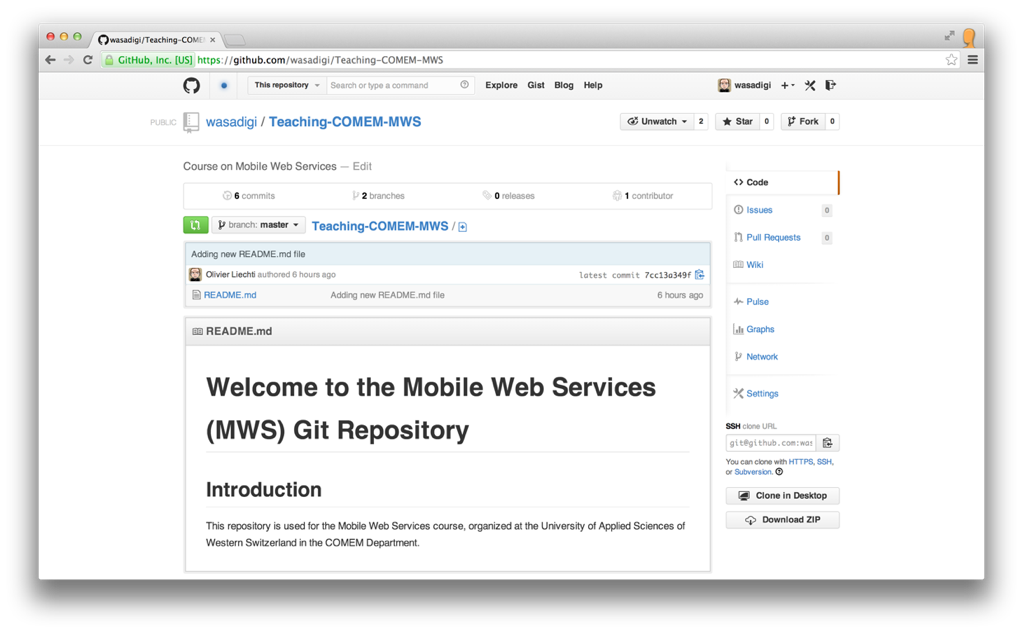 wasadigi/Teaching-COME
GitHub, Inc. [US] https://github.com/wasadigi/Teaching-COMEM-MWS
This repository Search or type a command Explore Gist Blog Help wasadigi
PUBLIC wasadigi / Teaching-COMEM-MWS Unwatch 2 Star 0 Fork 0
Course on Mobile Web Services — Edit
6 commits 2 branches 0 releases 1 contributor
branch: master Teaching-COMEM-MWS /
Adding new README.md file
Olivier Liechti authored 6 hours ago latest commit 7cc13a349f
README.md Adding new README.md file 6 hours ago
README.md
Welcome to the Mobile Web Services
(MWS) Git Repository
Introduction
This repository is used for the Mobile Web Services course, organized at the University of Applied Sciences of
Western Switzerland in the COMEM Department.
Code
Issues 0
Pull Requests 0
Wiki
Pulse
Graphs
Network
Settings
SSH clone URL
git@github.com:was
You can clone with HTTPS, SSH,
or Subversion.
Clone in Desktop
Download ZIP